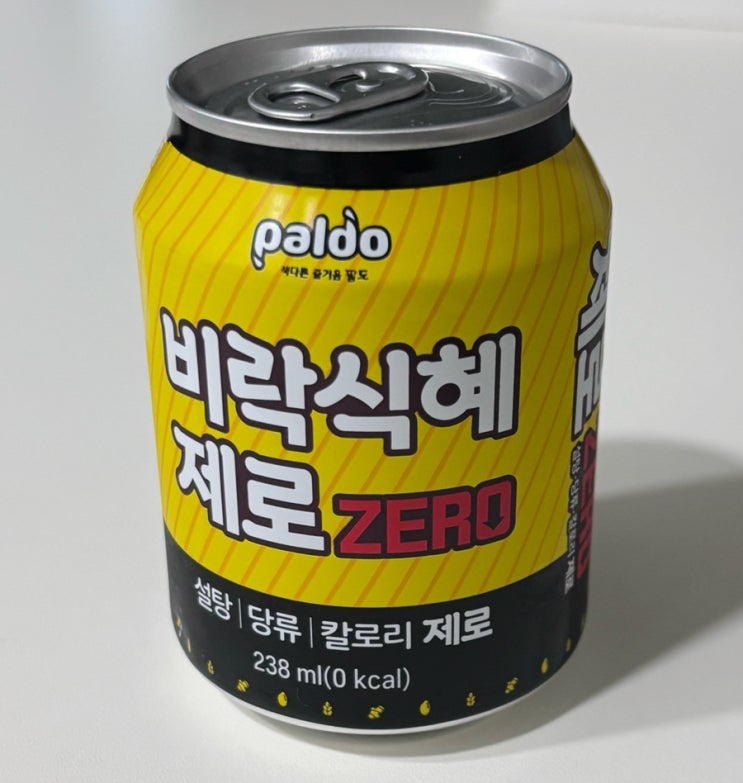 paldo
색다른 즐거움 팔도
비락식혜
제로 ZERO
설탕 | 당류 | 칼로리 제로
238 ml(0 kcal)